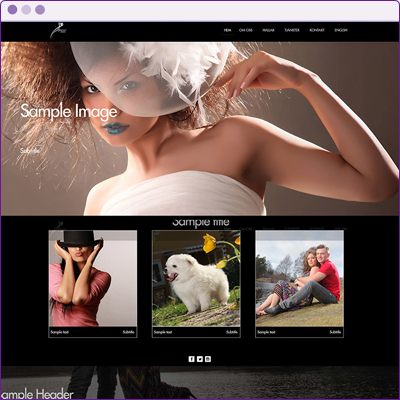 HEM OM OSS MALLAR TJÄNSTER KONTAKT ENGLISH
Sample Image
Subtitle
Sample title
Sample text Subtitle
Sample text Subtitle
Sample text Subtitle
ample Header